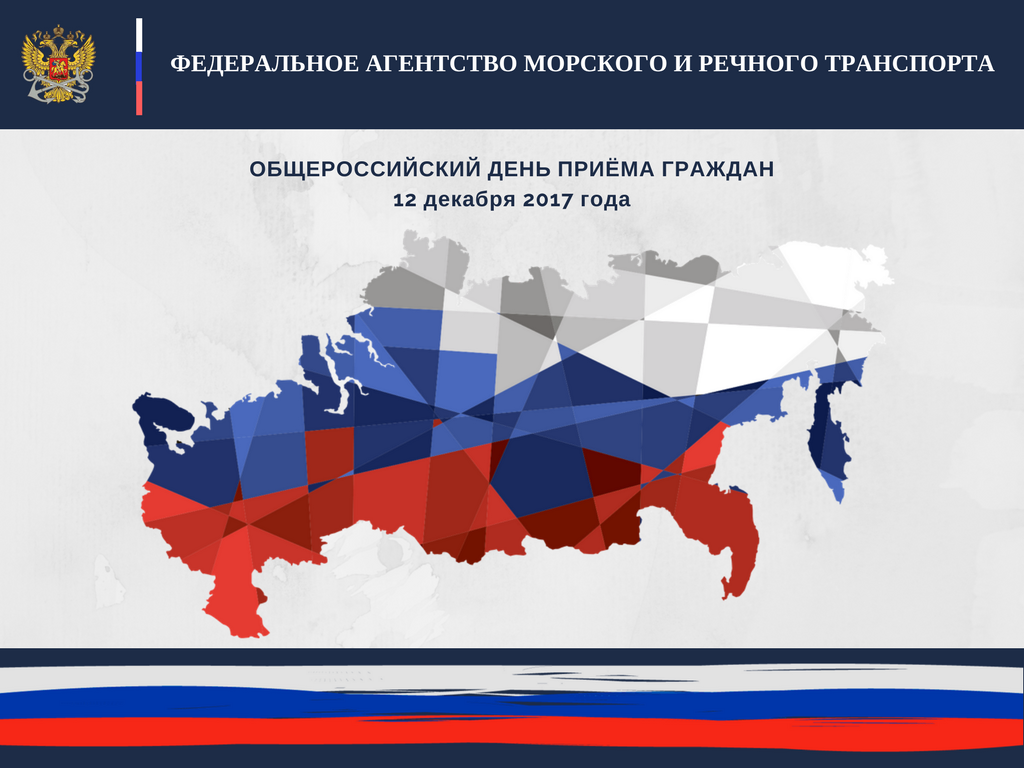 ФЕДЕРАЛЬНОЕ АГЕНТСТВО МОРСКОГО И РЕЧНОГО ТРАНСПОРТА
ОБЩЕРОССИЙСКИЙ ДЕНЬ ПРИЁМА ГРАЖДАН
12 декабря 2017 года